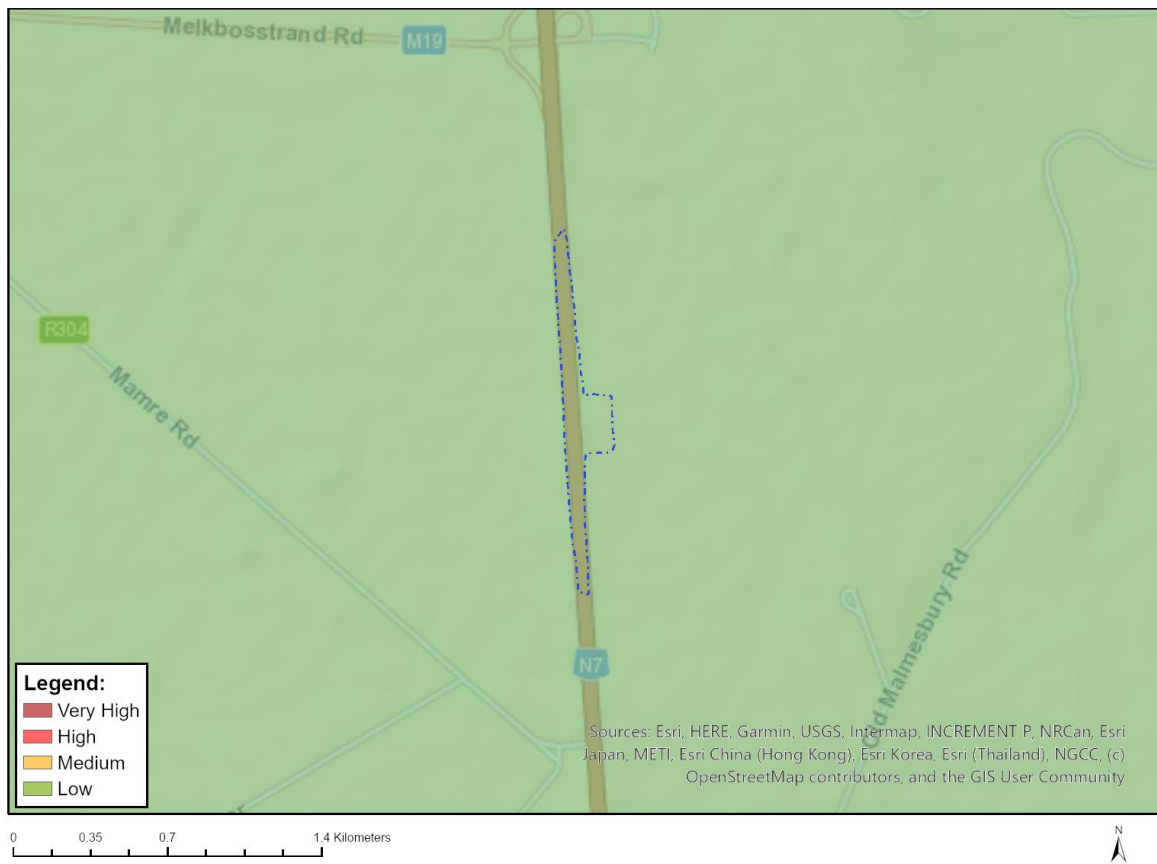 Melkbosstrand Rd
M19
R304
Mamre Rd
Old Malmesbury Rd
N7
Legend:
Very High
High
Medium
Low
Sources: Esri, HERE, Garmin, USGS, Intermap, INCREMENT P, NRCan, Esri
Japan, METI, Esri China (Hong Kong), Esri Korea, Esri (Thailand), NGCC, (c)
OpenStreetMap contributors, and the GIS User Community
0 0.35 0.7 1.4 Kilometers
N